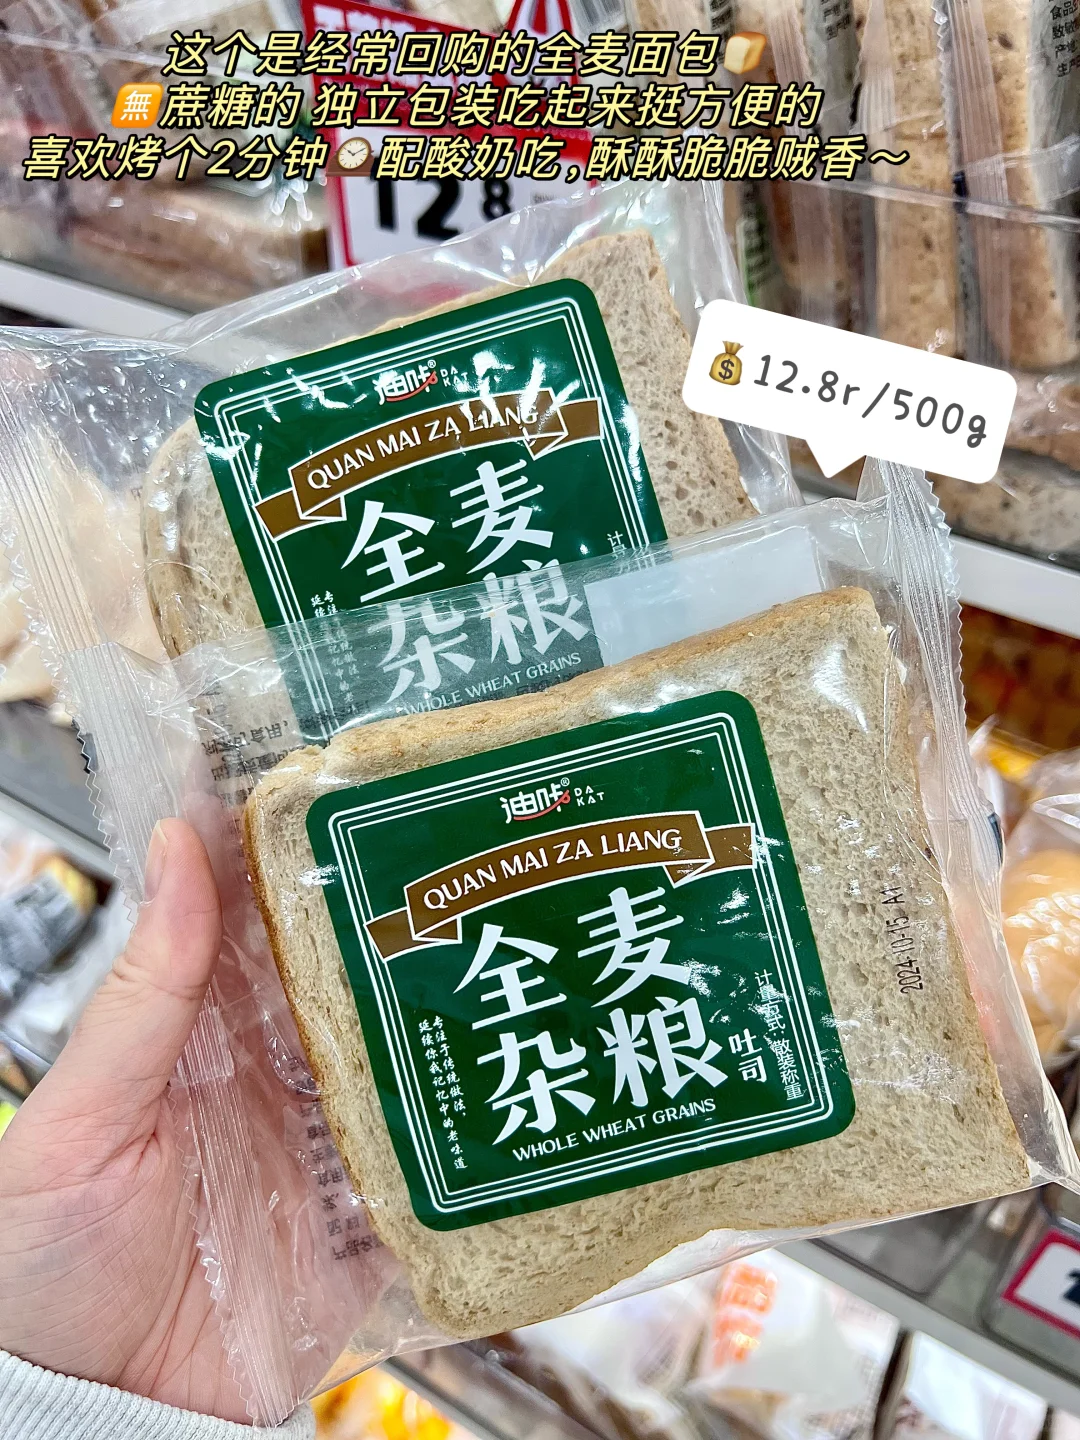 这个是经常回购的全麦面包🍞
🈚蔗糖的 独立包装吃起来挺方便的
喜欢烤个2分钟🕰配酸奶吃,酥酥脆脆贼香～
12.8
💰12.8r/500g
迪咔® DA KAT
QUAN MAI ZA LIANG
全麦
杂粮
WHOLE WHEAT GRAINS
迪咔® DA KAT
QUAN MAI ZA LIANG
全麦
杂粮
吐司
WHOLE WHEAT GRAINS
专注于传统做法,
延续你我记忆中的老味道
计量方式:散装称重
2024.10.15 A1